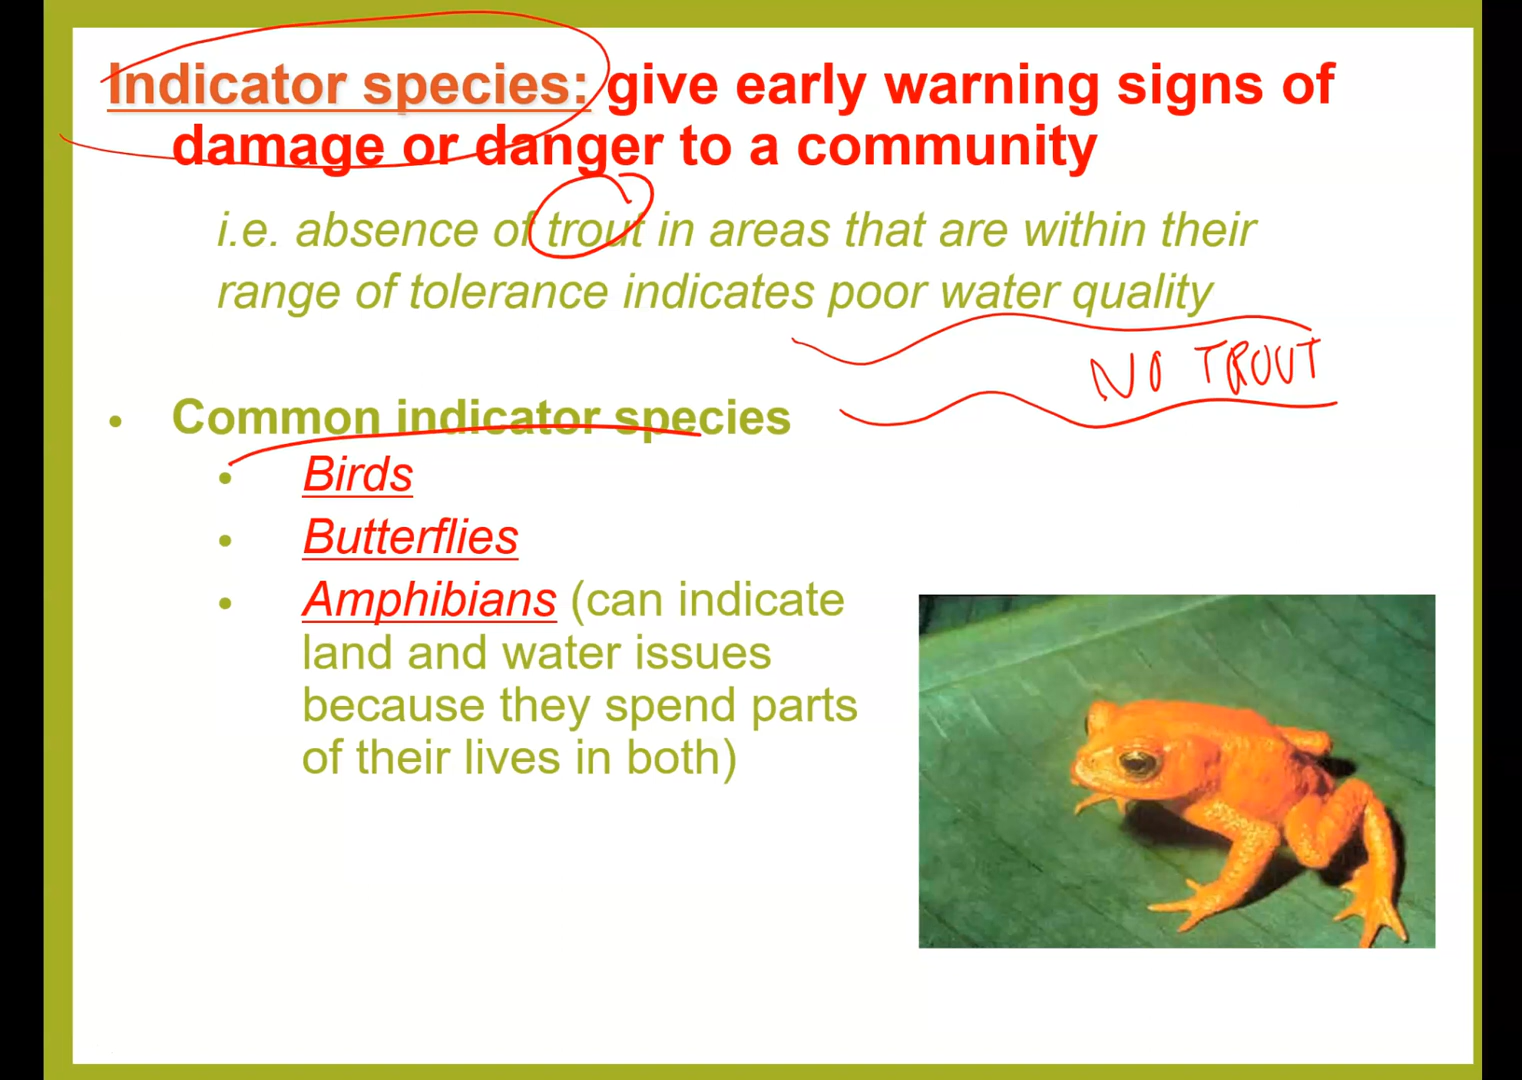 Indicator species: give early warning signs of
damage or danger to a community
i.e. absence of trout in areas that are within their
range of tolerance indicates poor water quality
NO TROUT
• Common indicator species
• Birds
• Butterflies
• Amphibians (can indicate
land and water issues
because they spend parts
of their lives in both)